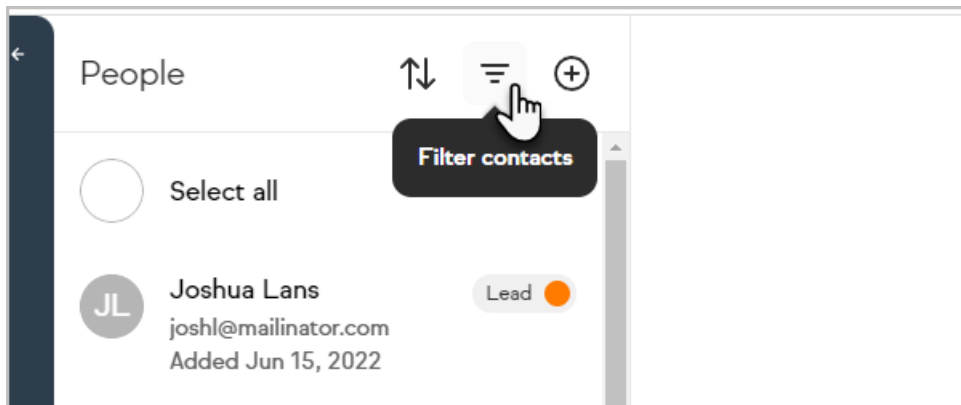 People
Filter contacts
Select all
JL
Joshua Lans
Lead
joshl@mailinator.com
Added Jun 15, 2022